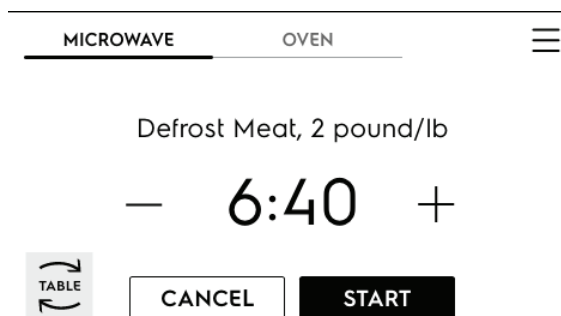 MICROWAVE OVEN
Defrost Meat, 2 pound/lb
— 6:40 +
TABLE
CANCEL START